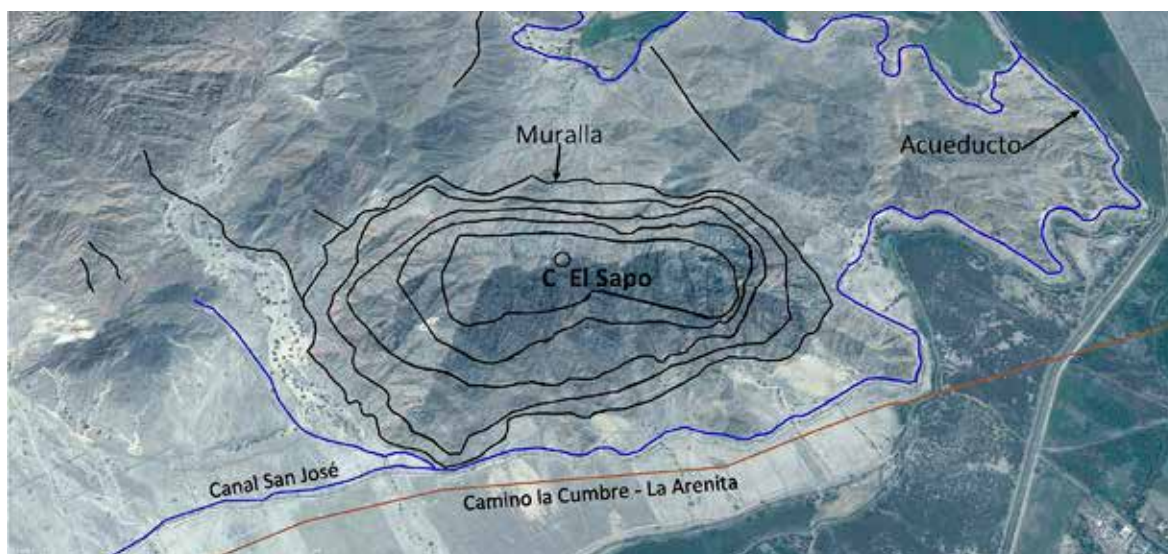 Muralla
Acueducto
C° El Sapo
Canal San José
Camino la Cumbre - La Arenita